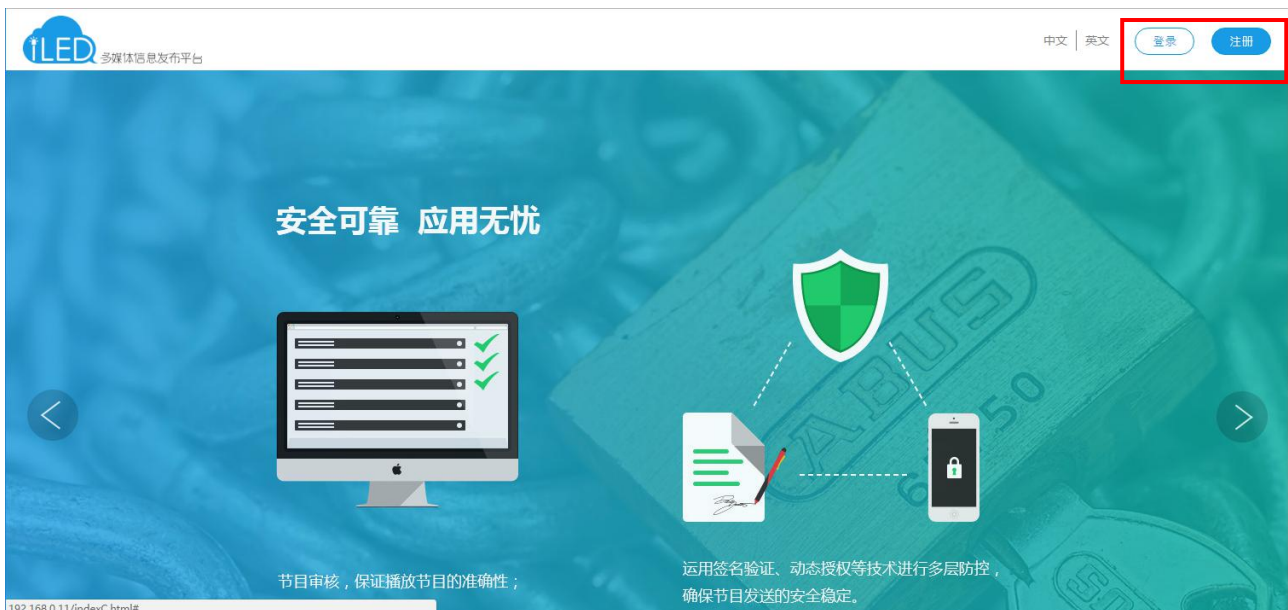 iLED 多媒体信息发布平台
中文 | 英文 登录 注册
安全可靠 应用无忧
ABUS
节目审核，保证播放节目的准确性；
运用签名验证、动态授权等技术进行多层防控，
确保节目发送的安全稳定。
192.168.0.11/indexC.html#